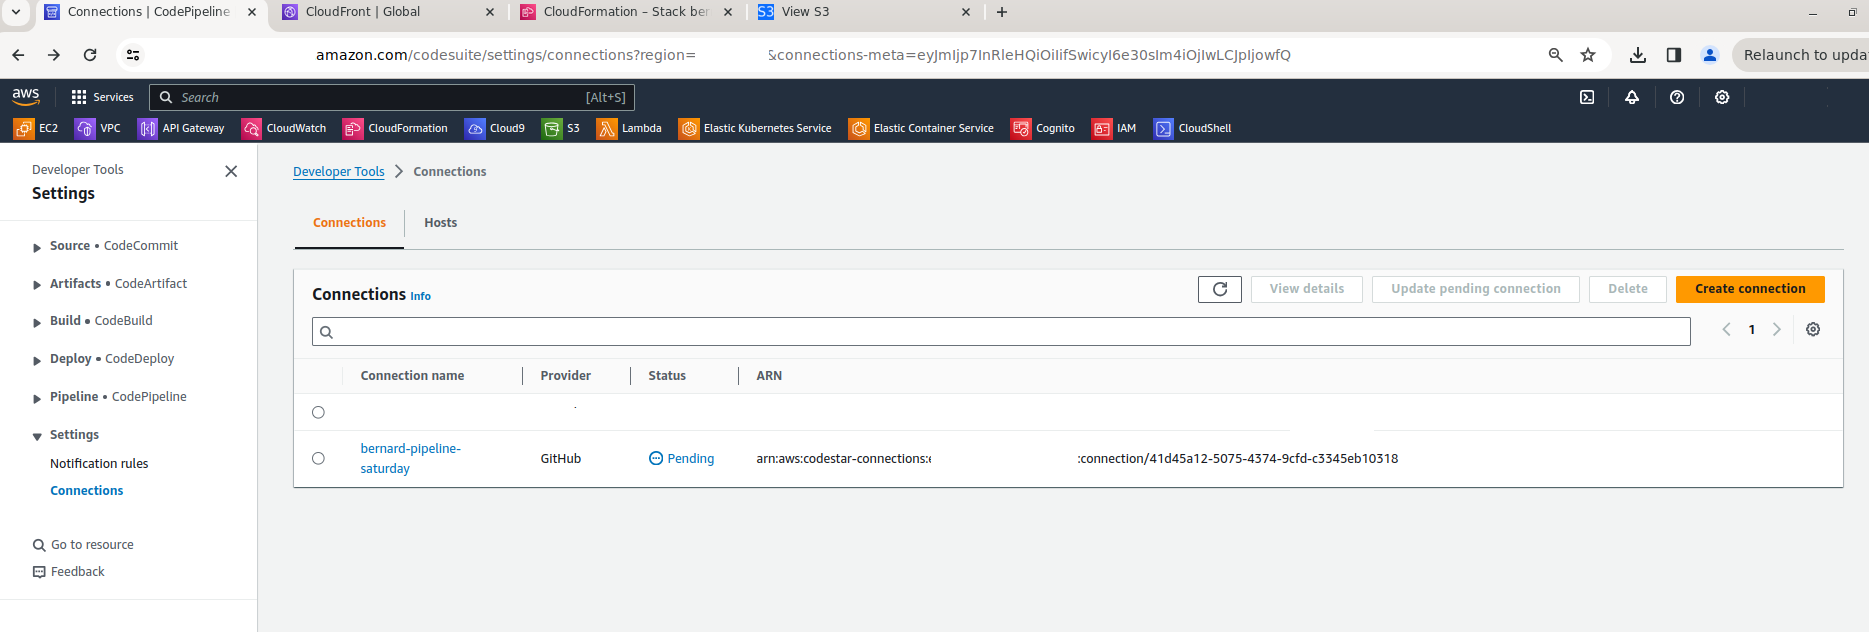 Connections | CodePipeline
CloudFront | Global
CloudFormation – Stack ber
S3 View S3
amazon.com/codesuite/settings/connections?region=
&connections-meta=eyJmIjp7InRleHQiOiIifSwicyI6e30sIm4iOjIwLCJpIjowfQ
Relaunch to upda
aws
Services
Search
[Alt+S]
EC2
VPC
API Gateway
CloudWatch
CloudFormation
Cloud9
S3
Lambda
Elastic Kubernetes Service
Elastic Container Service
Cognito
IAM
CloudShell
Developer Tools
Settings
Source • CodeCommit
Artifacts • CodeArtifact
Build • CodeBuild
Deploy • CodeDeploy
Pipeline • CodePipeline
Settings
Notification rules
Connections
Go to resource
Feedback
Developer Tools
Connections
Connections
Hosts
Connections Info
View details
Update pending connection
Delete
Create connection
1
Connection name
Provider
Status
ARN
bernard-pipeline-
saturday
GitHub
Pending
arn:aws:codestar-connections:e
:connection/41d45a12-5075-4374-9cfd-c3345eb10318